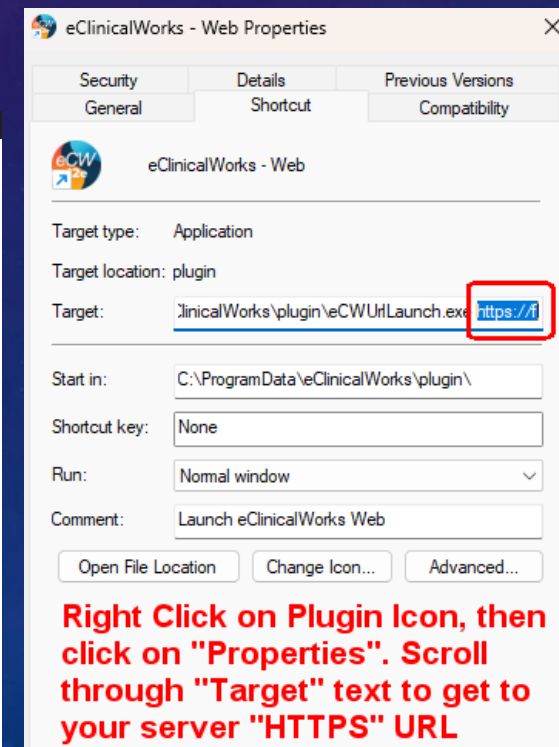 eClinicalWorks - Web Properties
Security Details Previous Versions
General Shortcut Compatibility
eCW
2e
eClinicalWorks - Web
Target type: Application
Target location: plugin
Target: linicalWorks\plugin\eCWUrlLaunch.exe https://f
Start in: C:\ProgramData\eClinicalWorks\plugin\
Shortcut key: None
Run: Normal window
Comment: Launch eClinicalWorks Web
Open File Location Change Icon... Advanced...
Right Click on Plugin Icon, then
click on "Properties". Scroll
through "Target" text to get to
your server "HTTPS" URL